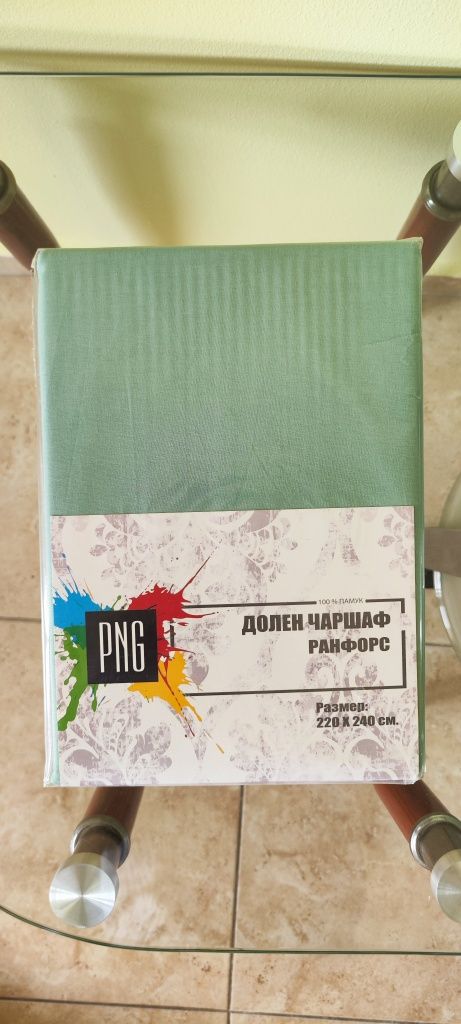 PNG
100 % ПАМУК
ДОЛЕН ЧАРШАФ
РАНФОРС
Размер:
220 X 240 см.